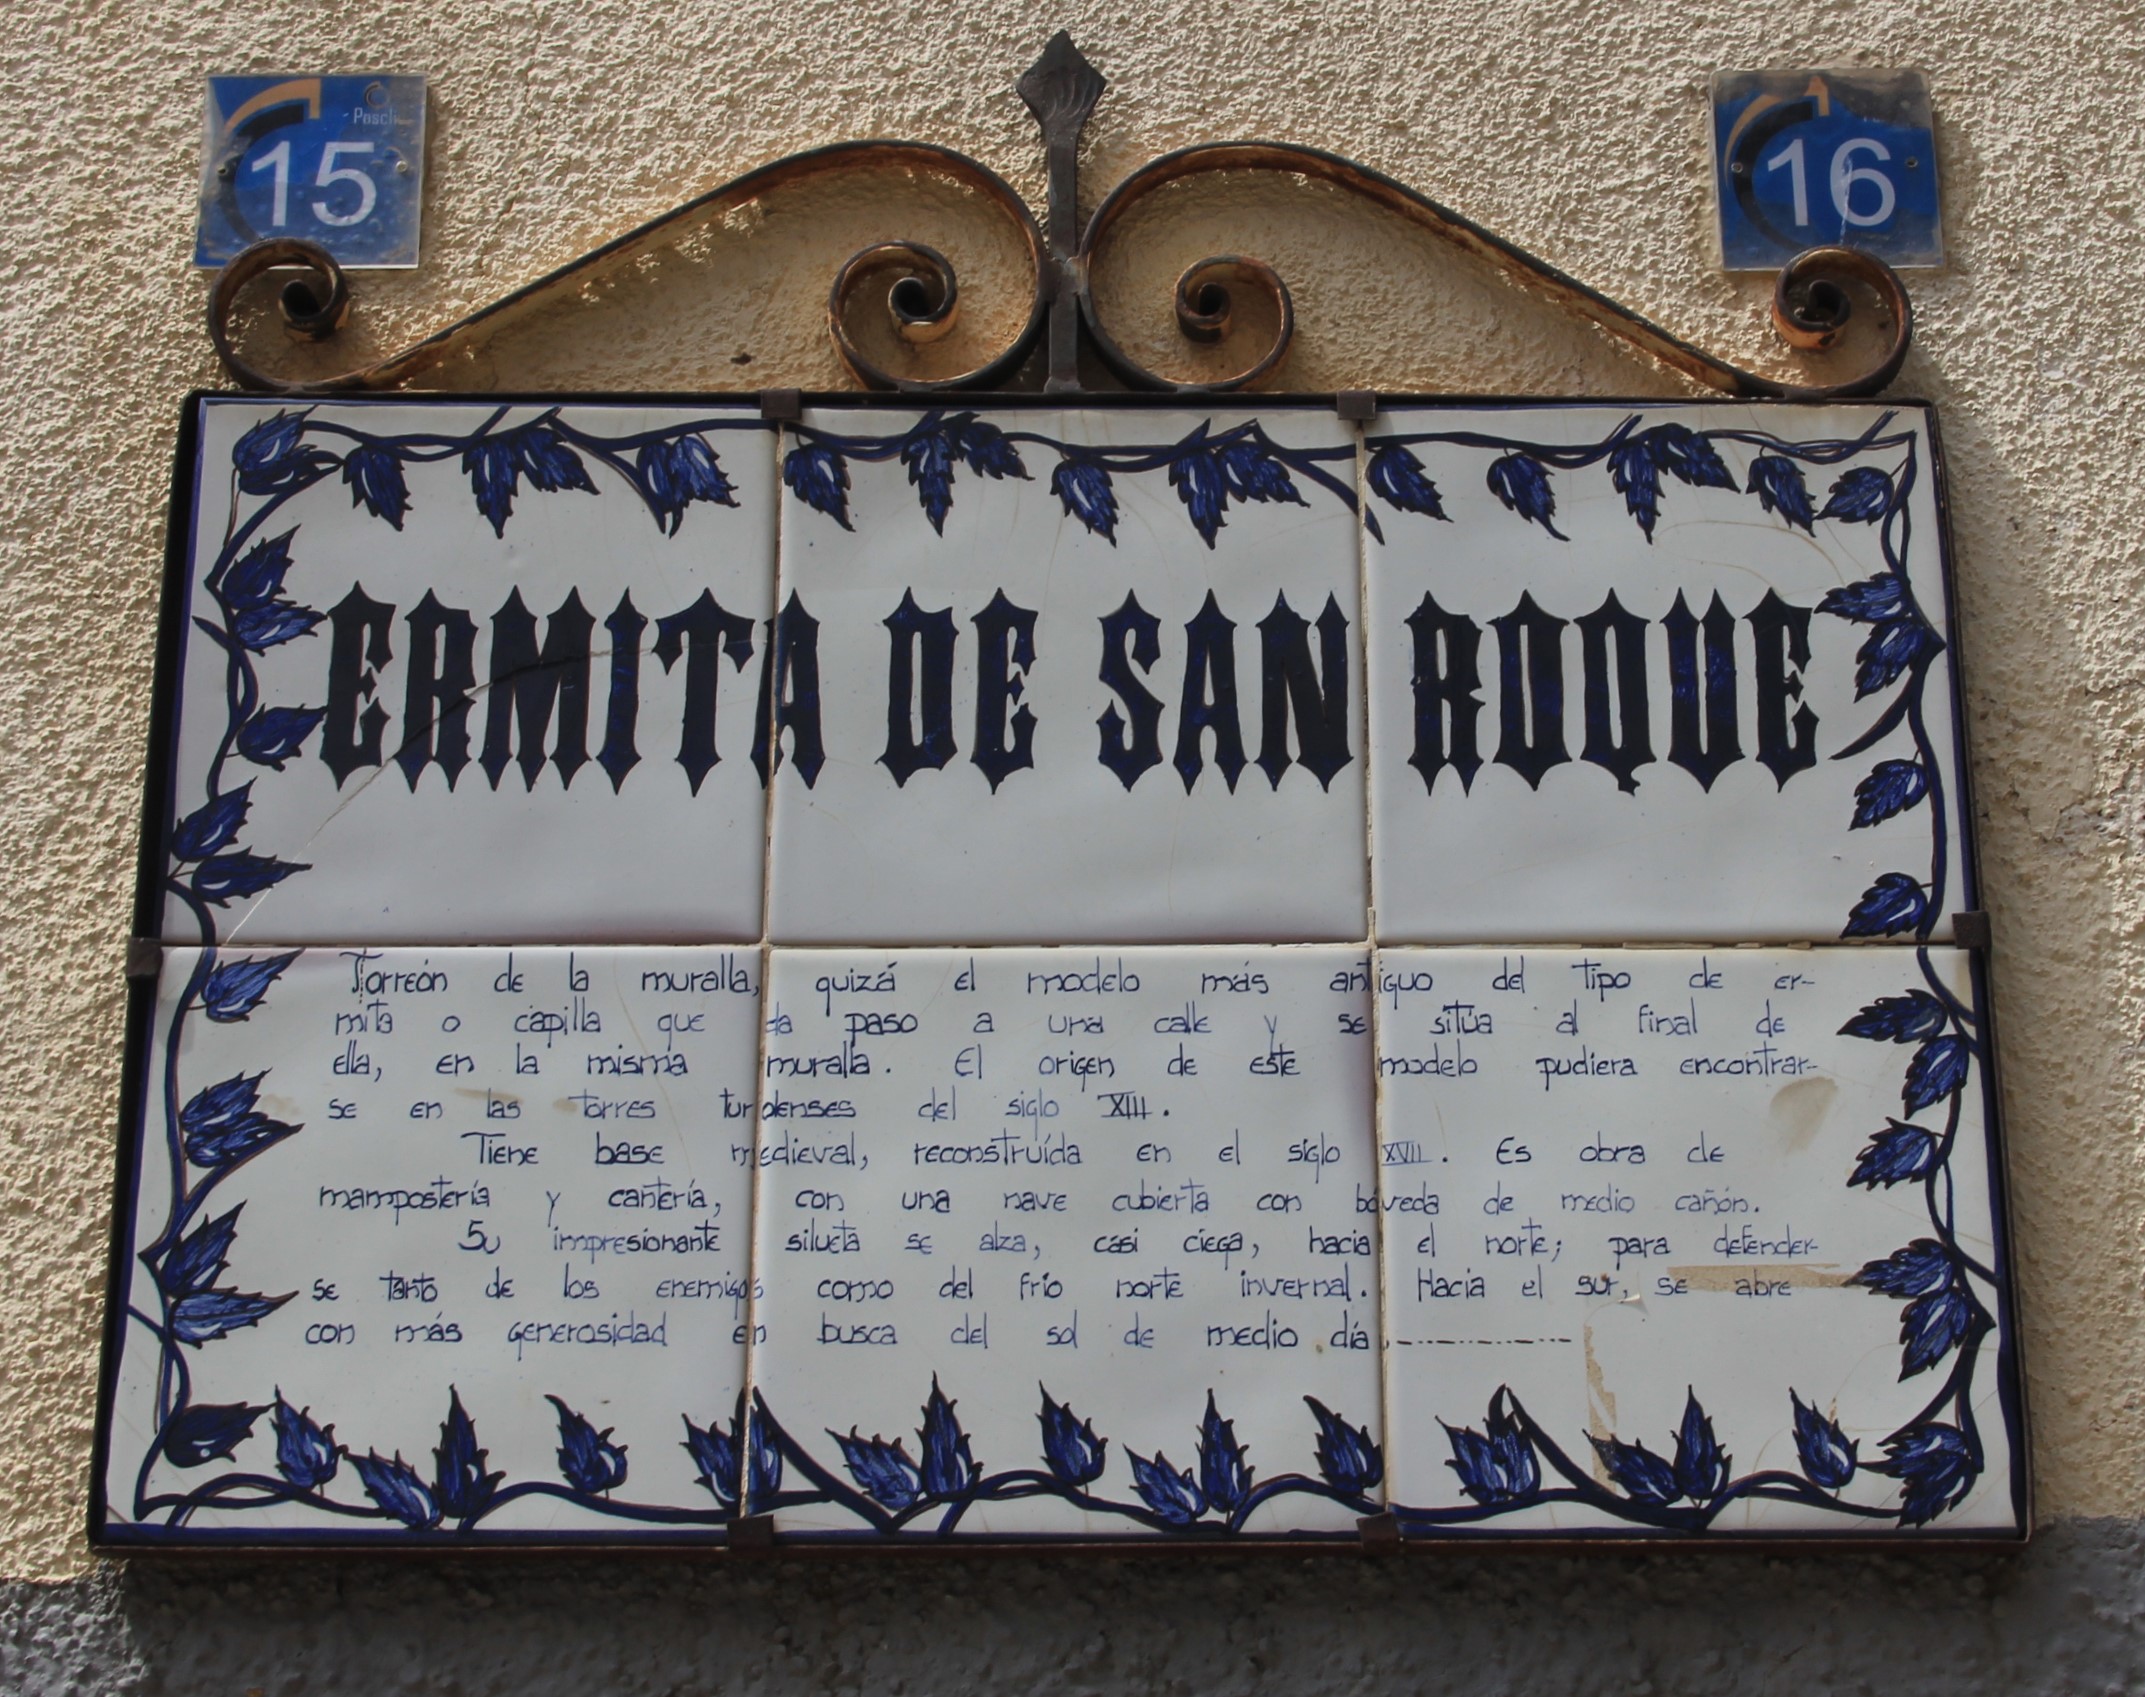 15
16
ERMITA DE SAN ROQUE
Torreón de la muralla, quizá el modelo más antiguo del tipo de er-
mita o capilla que da paso a una calle y se sitúa al final de
ella, en la misma muralla. El origen de este modelo pudiera encontrar-
se en las torres turolenses del siglo XIII.
Tiene base medieval, reconstruída en el siglo XVII. Es obra de
mampostería y cantería, con una nave cubierta con bóveda de medio cañón.
Su impresionante silueta se alza, casi ciega, hacia el norte; para defender-
se tanto de los enemigos como del frío norte invernal. Hacia el sur, se abre
con más generosidad en busca del sol de medio día.